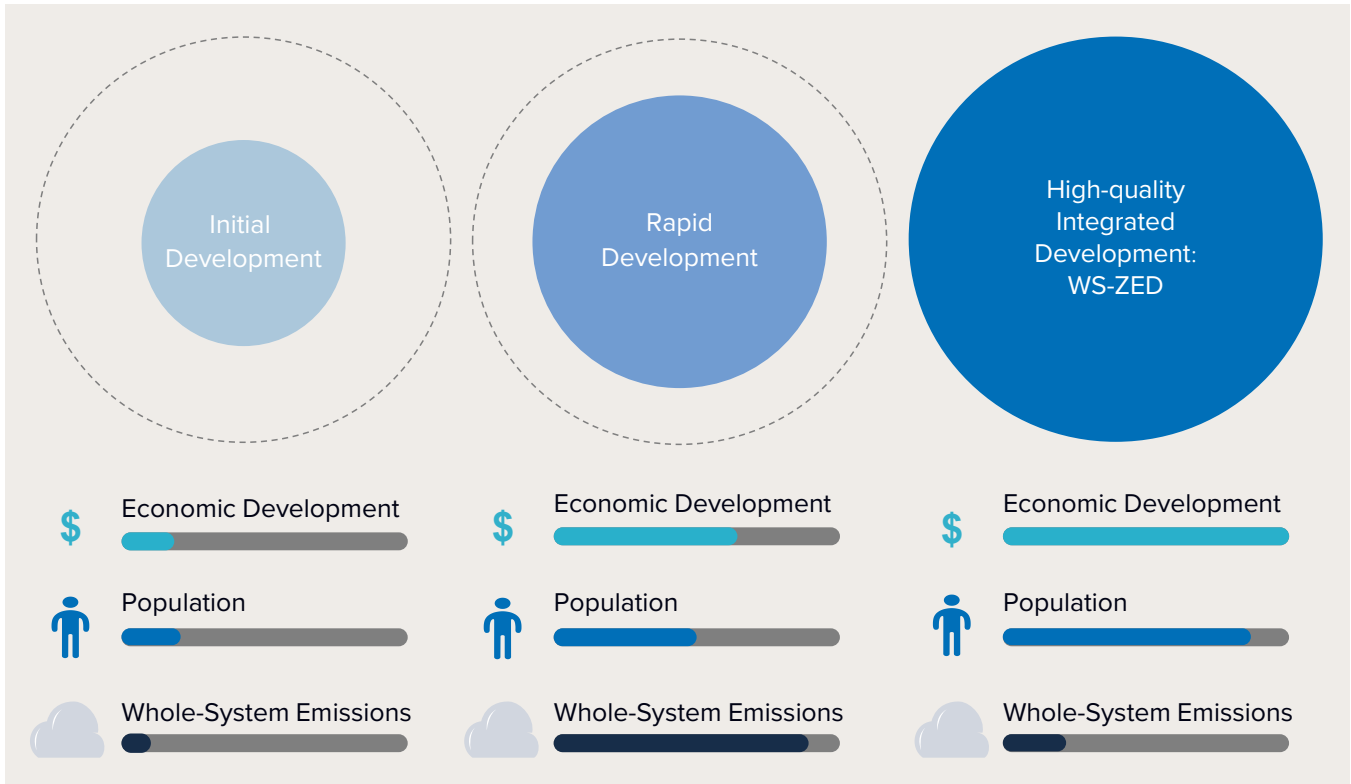 Initial
Development
Rapid
Development
High-quality
Integrated
Development:
WS-ZED
$
Economic Development
Population
Whole-System Emissions
$
Economic Development
Population
Whole-System Emissions
$
Economic Development
Population
Whole-System Emissions